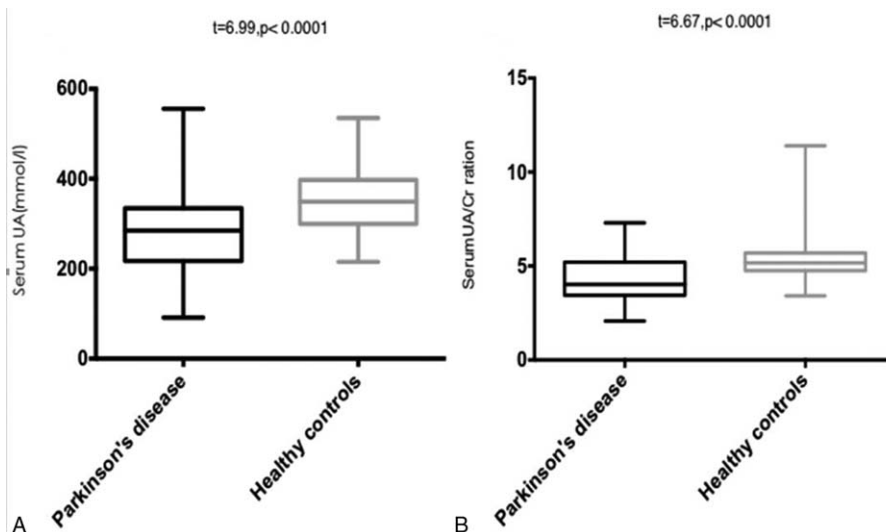 t=6.99,p< 0.0001
600
400
200
0
Serum UA(mmol/l)
Parkinson's disease
Healthy controls
A
t=6.67,p< 0.0001
15
10
5
0
SerumUA/Cr ration
Parkinson's disease
Healthy controls
B